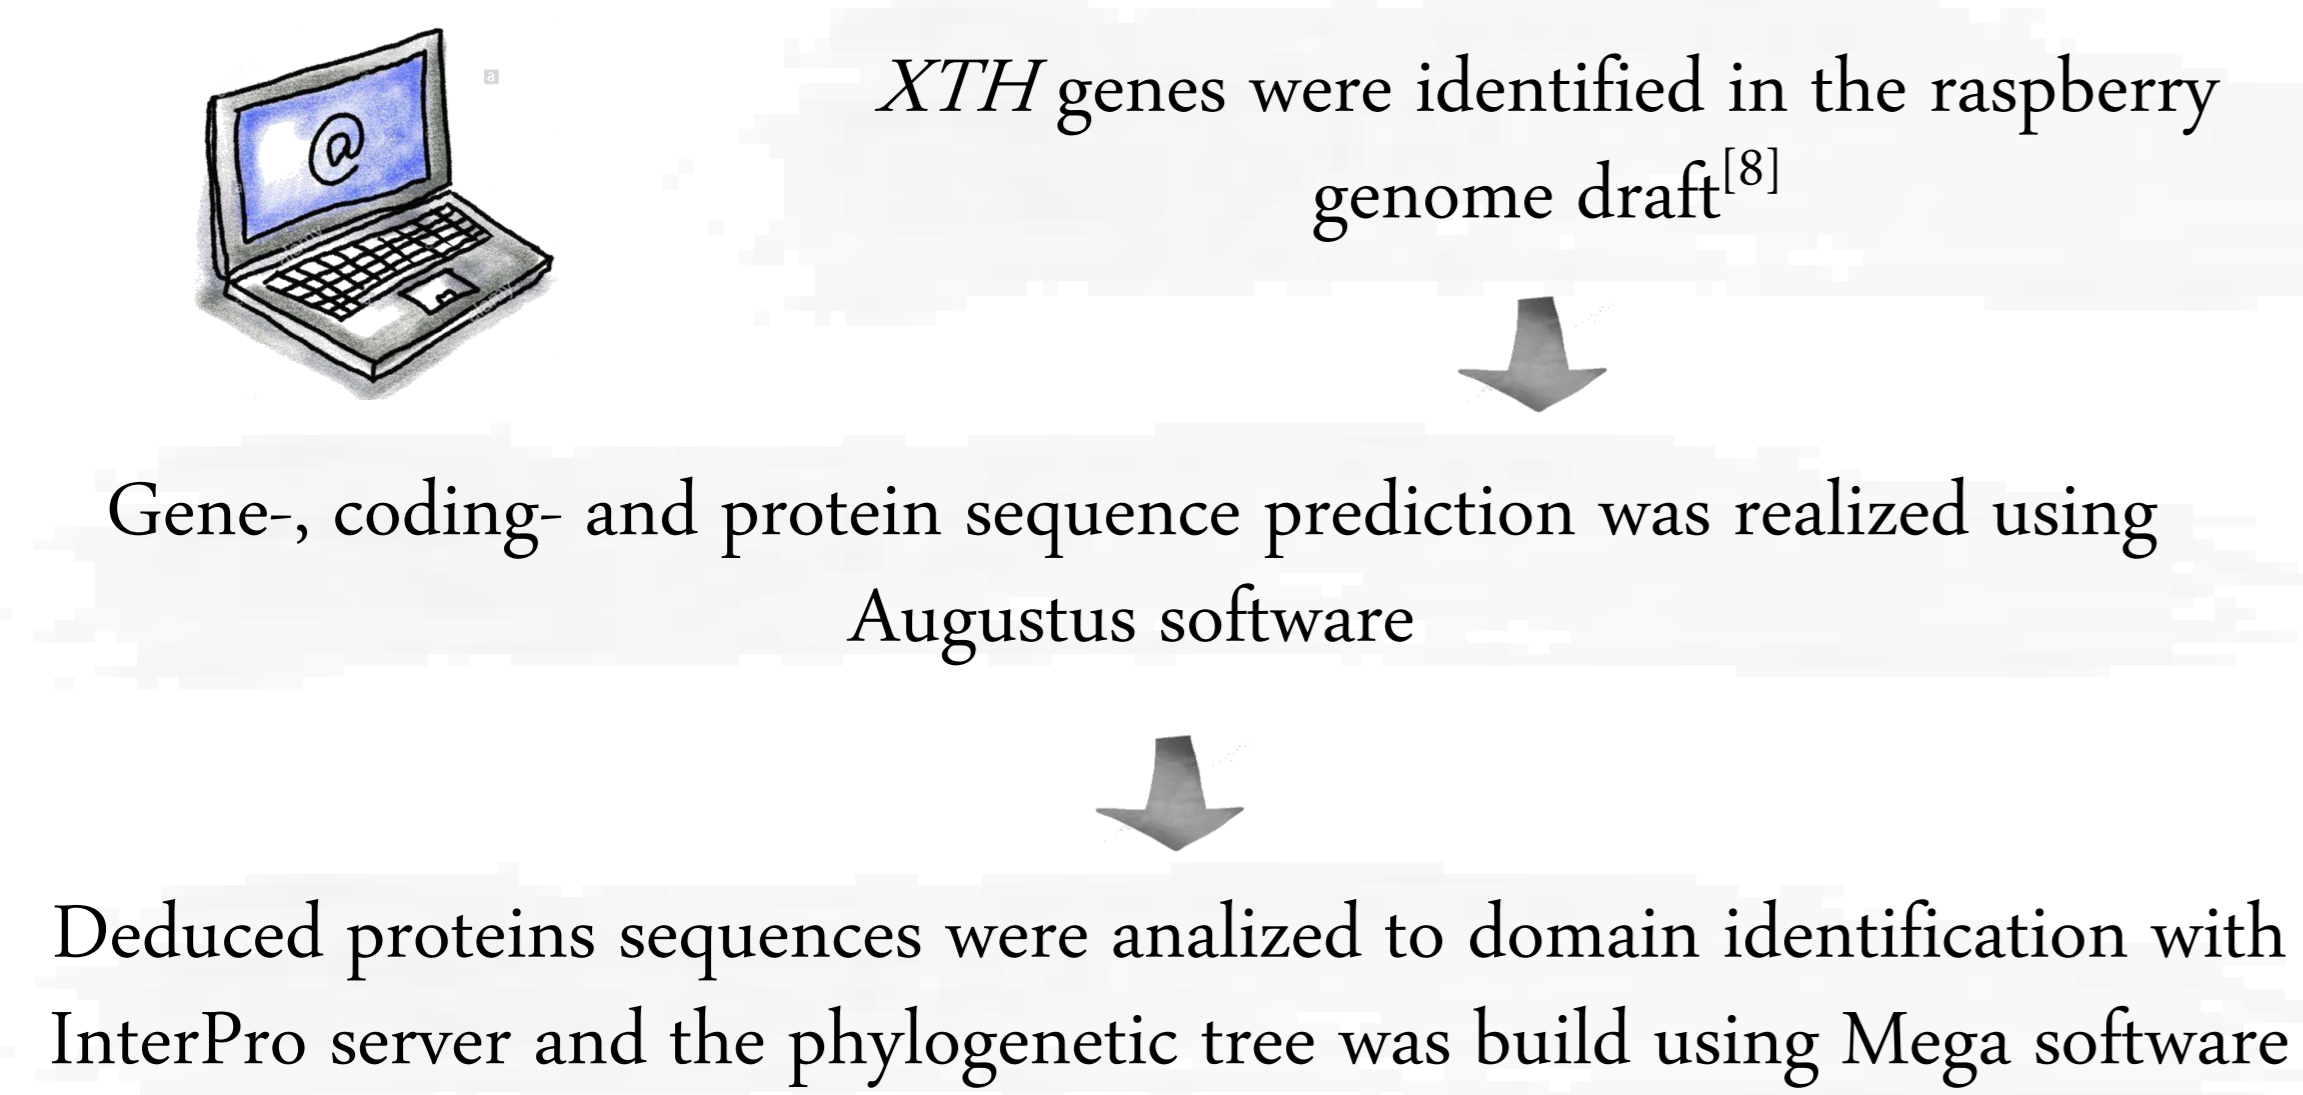 @
a
XTH genes were identified in the raspberry
genome draft[8]
Gene-, coding- and protein sequence prediction was realized using
Augustus software
Deduced proteins sequences were analized to domain identification with
InterPro server and the phylogenetic tree was build using Mega software